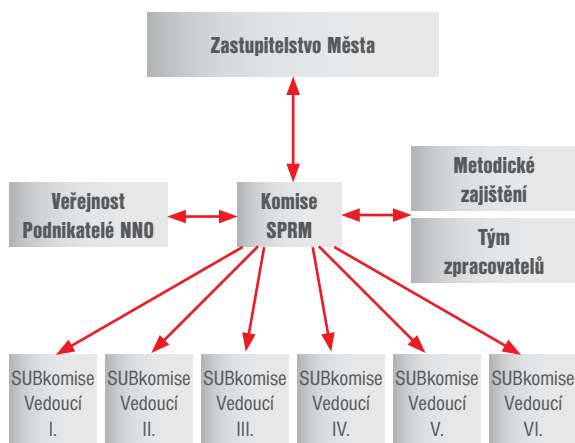 Zastupitelstvo Města
Metodické
zajištění
Veřejnost
Podnikatelé NNO
Komise
SPRM
Tým
zpracovatelů
SUBkomise
Vedoucí
I.
SUBkomise
Vedoucí
II.
SUBkomise
Vedoucí
III.
SUBkomise
Vedoucí
IV.
SUBkomise
Vedoucí
V.
SUBkomise
Vedoucí
VI.